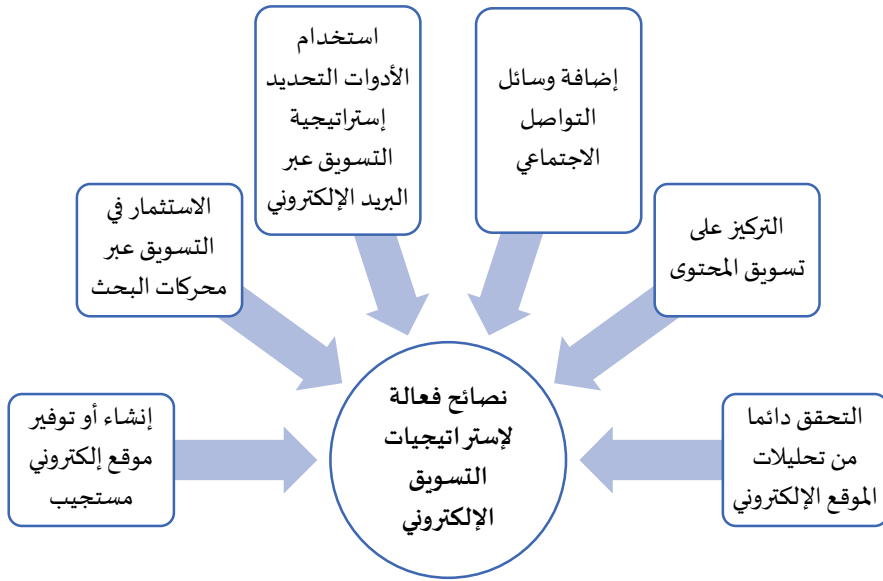 استخدام
الأدوات التحديد
إستراتيجية
التسويق عبر
البريد الإلكتروني
إضافة وسائل
التواصل
الاجتماعي
الاستثمار في
التسويق عبر
محركات البحث
التركيز على
تسويق المحتوى
إنشاء أو توفير
موقع إلكتروني
مستجيب
نصائح فعالة
لإستر اتيجيات
التسويق
الإلكتروني
التحقق دائما
من تحليلات
الموقع الإلكتروني